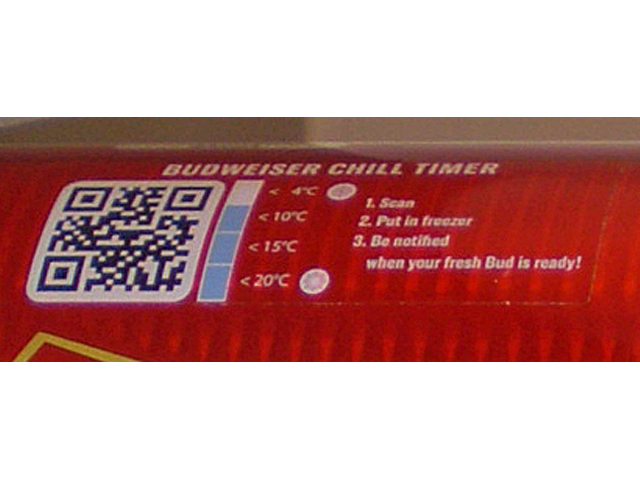 BUDWEISER CHILL TIMER
< 4°C
< 10°C
< 15°C
< 20°C
1. Scan
2. Put in freezer
3. Be notified
when your fresh Bud is ready!